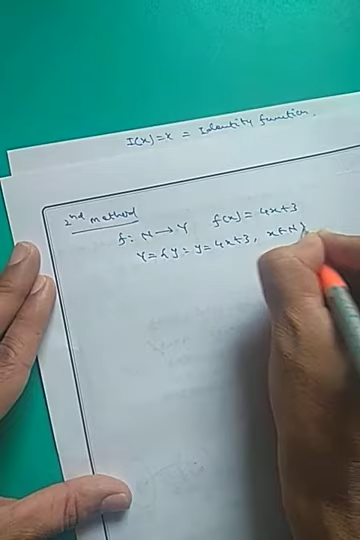 I(x)=x = Identity function.
2nd method
f: N→Y f(x) = 4x+3
Y={y: y=4x+3, x∈N}